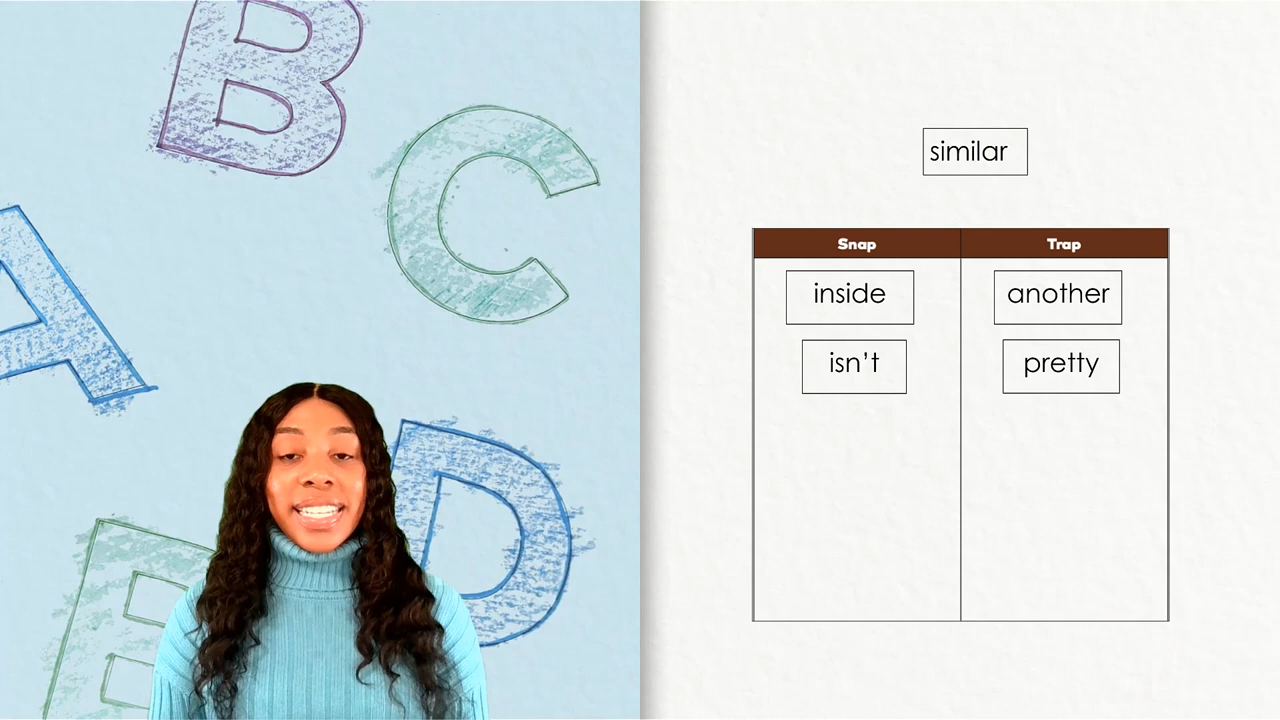 B
C
A
D
E
similar
Snap Trap
inside another
isn't pretty